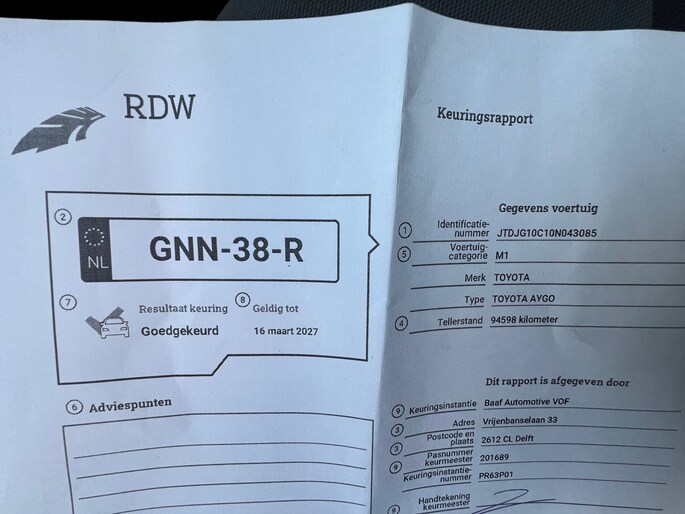 RDW
Keuringsrapport
2
NL
GNN-38-R
7
Resultaat keuring
Goedgekeurd
8
Geldig tot
16 maart 2027
6 Adviespunten
Gegevens voertuig
1 Identificatie-
nummer JTDJG10C10N043085
5 Voertuig-
categorie M1
Merk TOYOTA
Type TOYOTA AYGO
4 Tellerstand 94598 kilometer
Dit rapport is afgegeven door
9 Keuringsinstantie Baaf Automotive VOF
3 Adres Vrijenbanselaan 33
3 Postcode en
plaats 2612 CL Delft
9 Pasnummer
keurmeester 201689
Keuringsinstantie-
nummer PR63P01
9 Handtekening
keurmeester